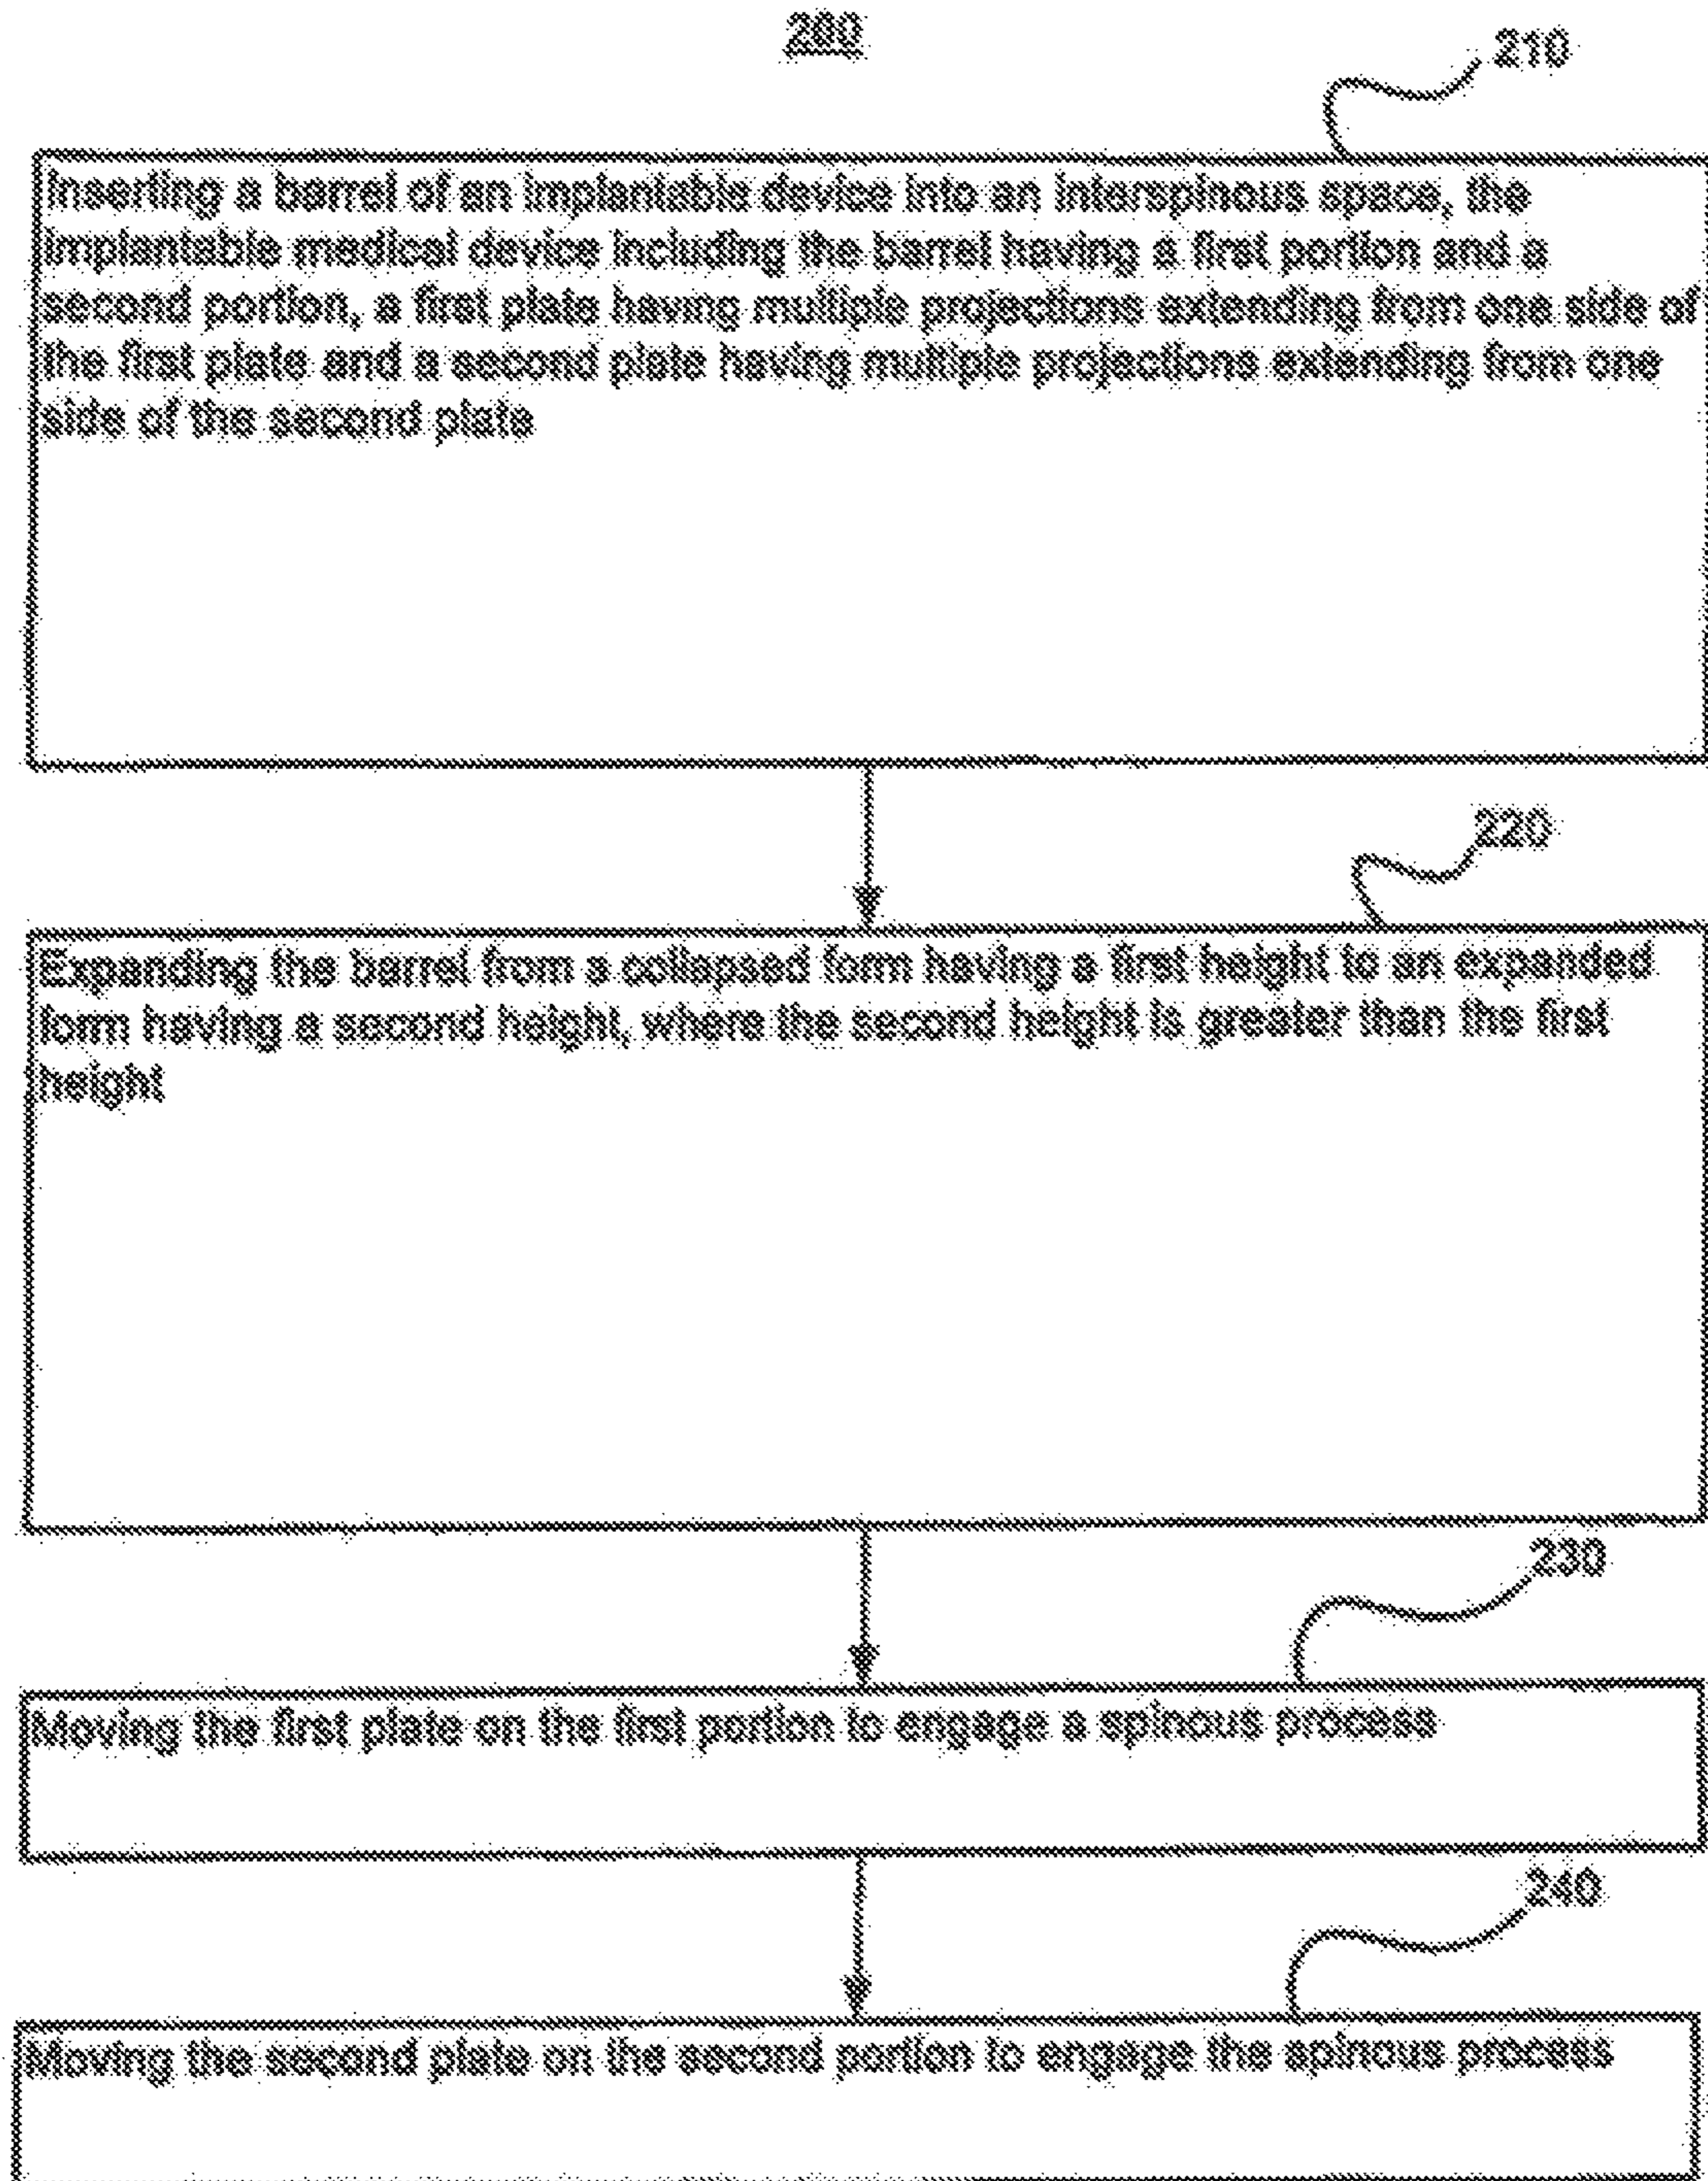 200
210
Inserting a barrel of an implantable device into an interspinous space, the
implantable medical device including the barrel having a first portion and a
second portion, a first plate having multiple projections extending from one side of
the first plate and a second plate having multiple projections extending from one
side of the second plate
220
Expanding the barrel from a collapsed form having a first height to an expanded
form having a second height, where the second height is greater than the first
height
230
Moving the first plate on the first portion to engage a spinous process
240
Moving the second plate on the second portion to engage the spinous process